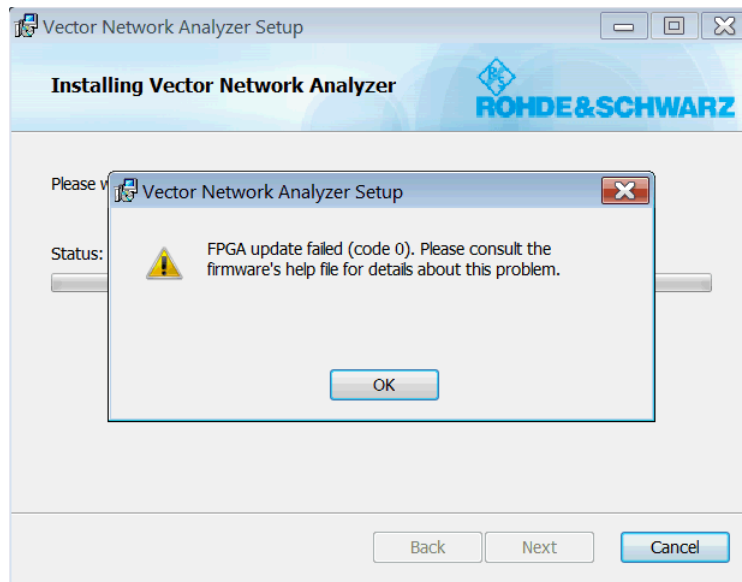 Vector Network Analyzer Setup
Installing Vector Network Analyzer
ROHDE&SCHWARZ
Please
Vector Network Analyzer Setup
Status:
FPGA update failed (code 0). Please consult the
firmware's help file for details about this problem.
OK
Back
Next
Cancel